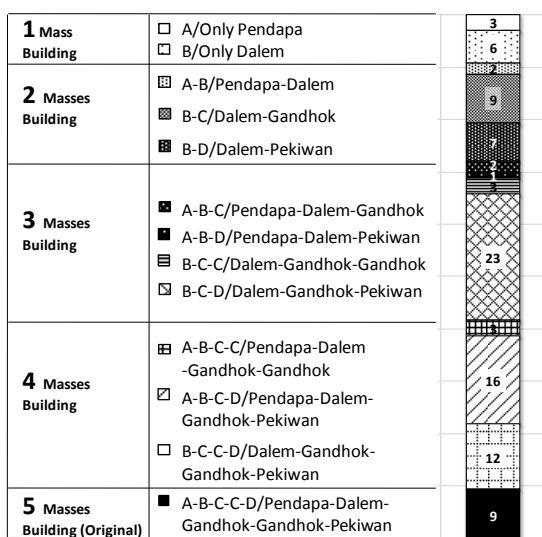 1 Mass
Building
A/Only Pendapa
B/Only Dalem
2 Masses
Building
A-B/Pendapa-Dalem
B-C/Dalem-Gandhok
B-D/Dalem-Pekiwan
3 Masses
Building
A-B-C/Pendapa-Dalem-Gandhok
A-B-D/Pendapa-Dalem-Pekiwan
B-C-C/Dalem-Gandhok-Gandhok
B-C-D/Dalem-Gandhok-Pekiwan
4 Masses
Building
A-B-C-C/Pendapa-Dalem
-Gandhok-Gandhok
A-B-C-D/Pendapa-Dalem-
Gandhok-Pekiwan
B-C-C-D/Dalem-Gandhok-
Gandhok-Pekiwan
5 Masses
Building (Original)
A-B-C-C-D/Pendapa-Dalem-
Gandhok-Gandhok-Pekiwan
3
6
2
9
7
2
1
3
23
3
16
12
9